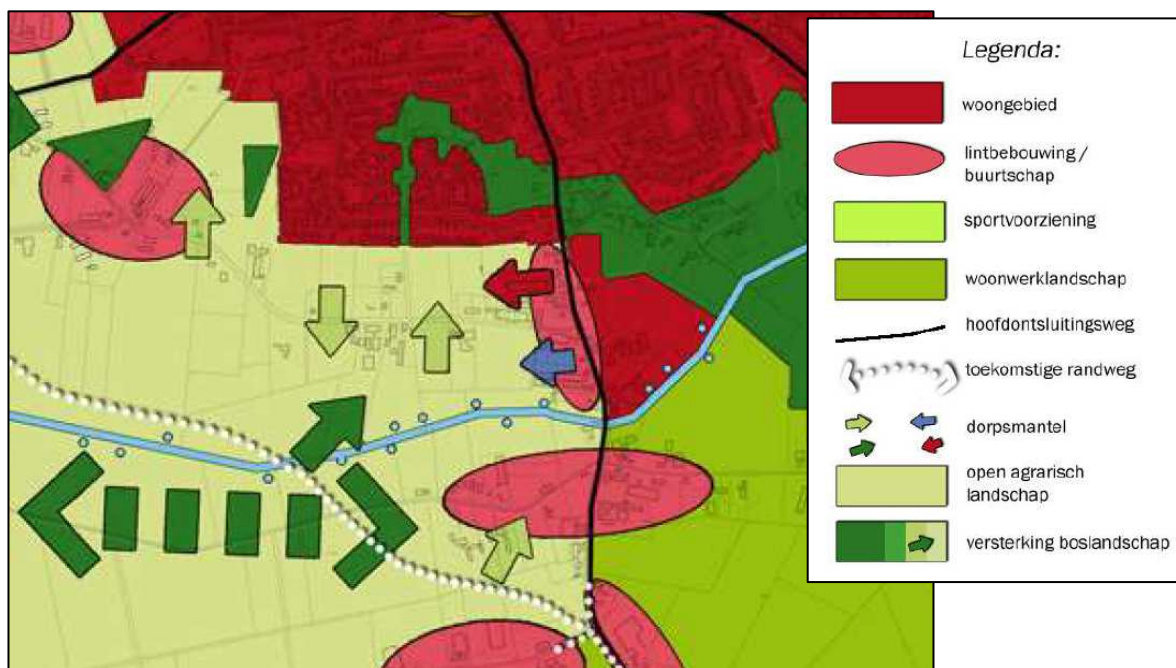 Legenda:
woongebied
lintbebouwing /
buurtschap
sportvoorziening
woonwerklandschap
hoofdontsluitingsweg
toekomstige randweg
dorpsmantel
open agrarisch
landschap
versterking boslandschap